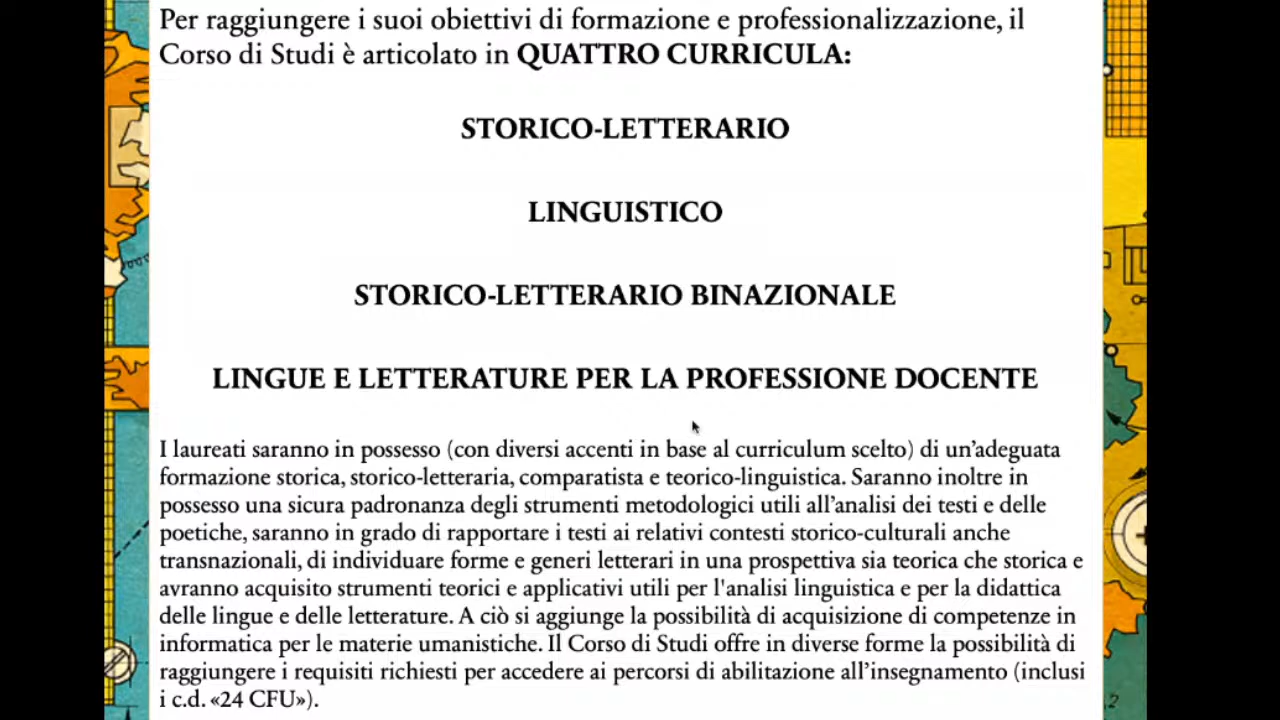 Per raggiungere i suoi obiettivi di formazione e professionalizzazione, il
Corso di Studi è articolato in QUATTRO CURRICULA:
STORICO-LETTERARIO
LINGUISTICO
STORICO-LETTERARIO BINAZIONALE
LINGUE E LETTERATURE PER LA PROFESSIONE DOCENTE
I laureati saranno in possesso (con diversi accenti in base al curriculum scelto) di un'adeguata
formazione storica, storico-letteraria, comparatista e teorico-linguistica. Saranno inoltre in
possesso una sicura padronanza degli strumenti metodologici utili all'analisi dei testi e delle
poetiche, saranno in grado di rapportare i testi ai relativi contesti storico-culturali anche
transnazionali, di individuare forme e generi letterari in una prospettiva sia teorica che storica e
avranno acquisito strumenti teorici e applicativi utili per l'analisi linguistica e per la didattica
delle lingue e delle letterature. A ciò si aggiunge la possibilità di acquisizione di competenze in
informatica per le materie umanistiche. Il Corso di Studi offre in diverse forme la possibilità di
raggiungere i requisiti richiesti per accedere ai percorsi di abilitazione all'insegnamento (inclusi
i c.d. «24 CFU»).